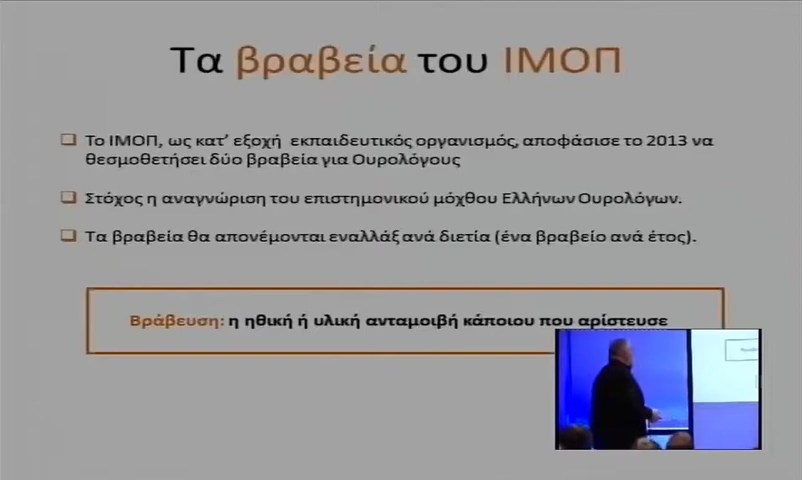 Τα βραβεία του ΙΜΟΠ
Το ΙΜΟΠ, ως κατ’ εξοχή εκπαιδευτικός οργανισμός, αποφάσισε το 2013 να
θεσμοθετήσει δύο βραβεία για Ουρολόγους
Στόχος η αναγνώριση του επιστημονικού μόχθου Ελλήνων Ουρολόγων.
Τα βραβεία θα απονέμονται εναλλάξ ανά διετία (ένα βραβείο ανά έτος).
Βράβευση: η ηθική ή υλική ανταμοιβή κάποιου που αρίστευσε